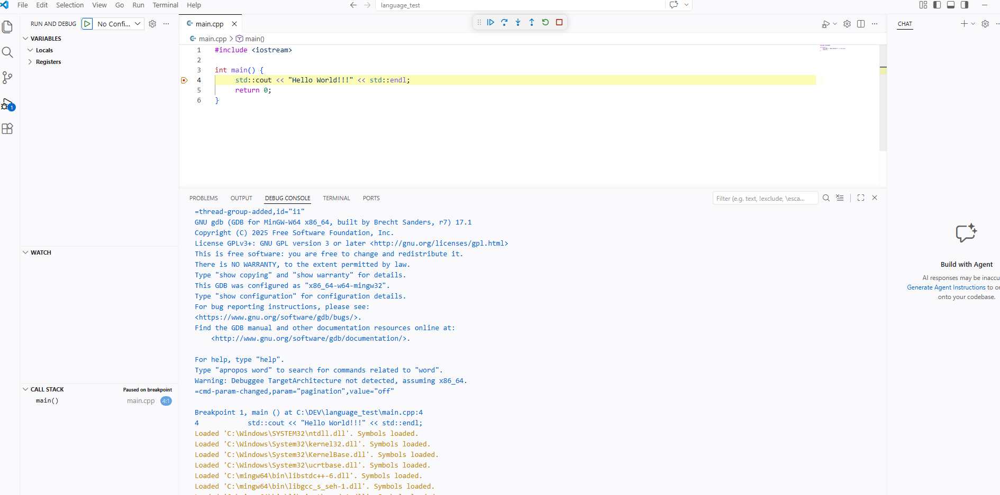 File Edit Selection View Go Run Terminal Help
language_test
RUN AND DEBUG
No Confi...
VARIABLES
Locals
Registers
WATCH
CALL STACK
Paused on breakpoint
main()
main.cpp
4:1
1
main.cpp
main.cpp > main()
1 #include <iostream>
2
3 int main() {
4 std::cout << "Hello World!!!" << std::endl;
5 return 0;
6 }
PROBLEMS OUTPUT DEBUG CONSOLE TERMINAL PORTS
Filter (e.g. text, !exclude, \esca...
=thread-group-added,id="i1"
GNU gdb (GDB for MinGW-W64 x86_64, built by Brecht Sanders, r7) 17.1
Copyright (C) 2025 Free Software Foundation, Inc.
License GPLv3+: GNU GPL version 3 or later <http://gnu.org/licenses/gpl.html>
This is free software: you are free to change and redistribute it.
There is NO WARRANTY, to the extent permitted by law.
Type "show copying" and "show warranty" for details.
This GDB was configured as "x86_64-w64-mingw32".
Type "show configuration" for configuration details.
For bug reporting instructions, please see:
<https://www.gnu.org/software/gdb/bugs/>.
Find the GDB manual and other documentation resources online at:
<http://www.gnu.org/software/gdb/documentation/>.
For help, type "help".
Type "apropos word" to search for commands related to "word".
Warning: Debuggee TargetArchitecture not detected, assuming x86_64.
=cmd-param-changed,param="pagination",value="off"
Breakpoint 1, main () at C:\DEV\language_test\main.cpp:4
4 std::cout << "Hello World!!!" << std::endl;
Loaded 'C:\Windows\SYSTEM32\ntdll.dll'. Symbols loaded.
Loaded 'C:\Windows\System32\kernel32.dll'. Symbols loaded.
Loaded 'C:\Windows\System32\KernelBase.dll'. Symbols loaded.
Loaded 'C:\Windows\System32\ucrtbase.dll'. Symbols loaded.
Loaded 'C:\mingw64\bin\libstdc++-6.dll'. Symbols loaded.
Loaded 'C:\mingw64\bin\libgcc_s_seh-1.dll'. Symbols loaded.
CHAT
Build with Agent
AI responses may be inaccu
Generate Agent Instructions to o
onto your codebase.